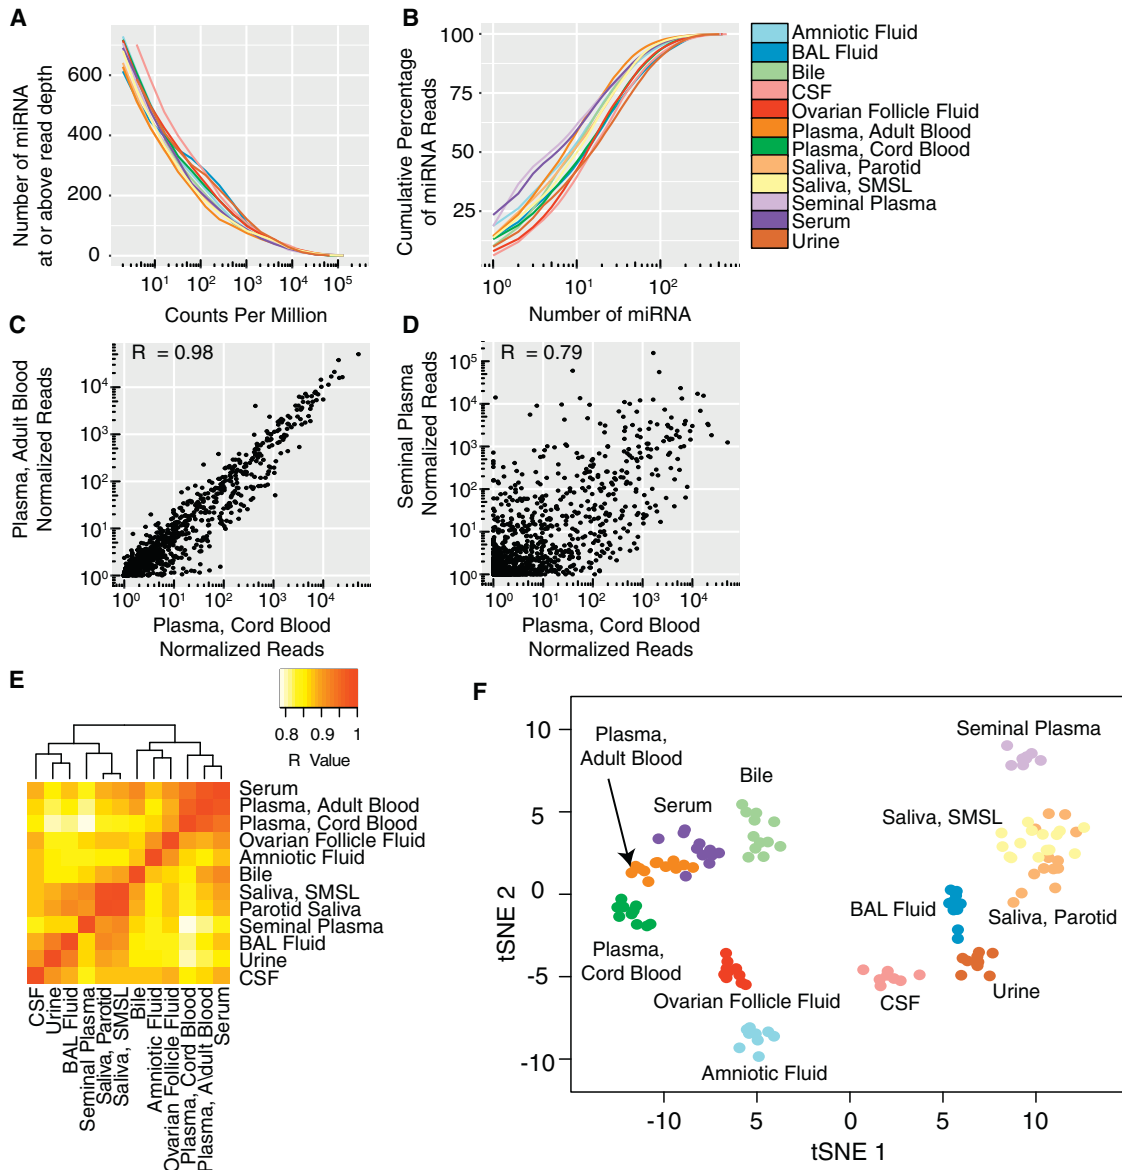 A
Number of miRNA
at or above read depth
600
400
200
0
10¹ 10² 10³ 10⁴ 10⁵
Counts Per Million
B
Cumulative Percentage
of miRNA Reads
100
75
50
25
10⁰ 10¹ 10²
Number of miRNA
Amniotic Fluid
BAL Fluid
Bile
CSF
Ovarian Follicle Fluid
Plasma, Adult Blood
Plasma, Cord Blood
Saliva, Parotid
Saliva, SMSL
Seminal Plasma
Serum
Urine
C
Plasma, Adult Blood
Normalized Reads
R = 0.98
10⁴
10³
10²
10¹
10⁰
10⁰ 10¹ 10² 10³ 10⁴
Plasma, Cord Blood
Normalized Reads
D
Seminal Plasma
Normalized Reads
R = 0.79
10⁵
10⁴
10³
10²
10¹
10⁰
10⁰ 10¹ 10² 10³ 10⁴
Plasma, Cord Blood
Normalized Reads
E
0.8 0.9 1
R Value
Serum
Plasma, Adult Blood
Plasma, Cord Blood
Ovarian Follicle Fluid
Amniotic Fluid
Bile
Saliva, SMSL
Parotid Saliva
Seminal Plasma
BAL Fluid
Urine
CSF
CSF
Urine
BAL Fluid
Seminal Plasma
Saliva, Parotid
Saliva, SMSL
Bile
Amniotic Fluid
Ovarian Follicle Fluid
Plasma, Cord Blood
Plasma, A\dult Blood
Serum
F
tSNE 2
10
5
0
-5
-10
Plasma,
Adult Blood
Serum
Bile
Plasma,
Cord Blood
Ovarian Follicle Fluid
Amniotic Fluid
Seminal Plasma
Saliva, SMSL
BAL Fluid
Saliva, Parotid
CSF
Urine
-10 5 0 5 10
tSNE 1